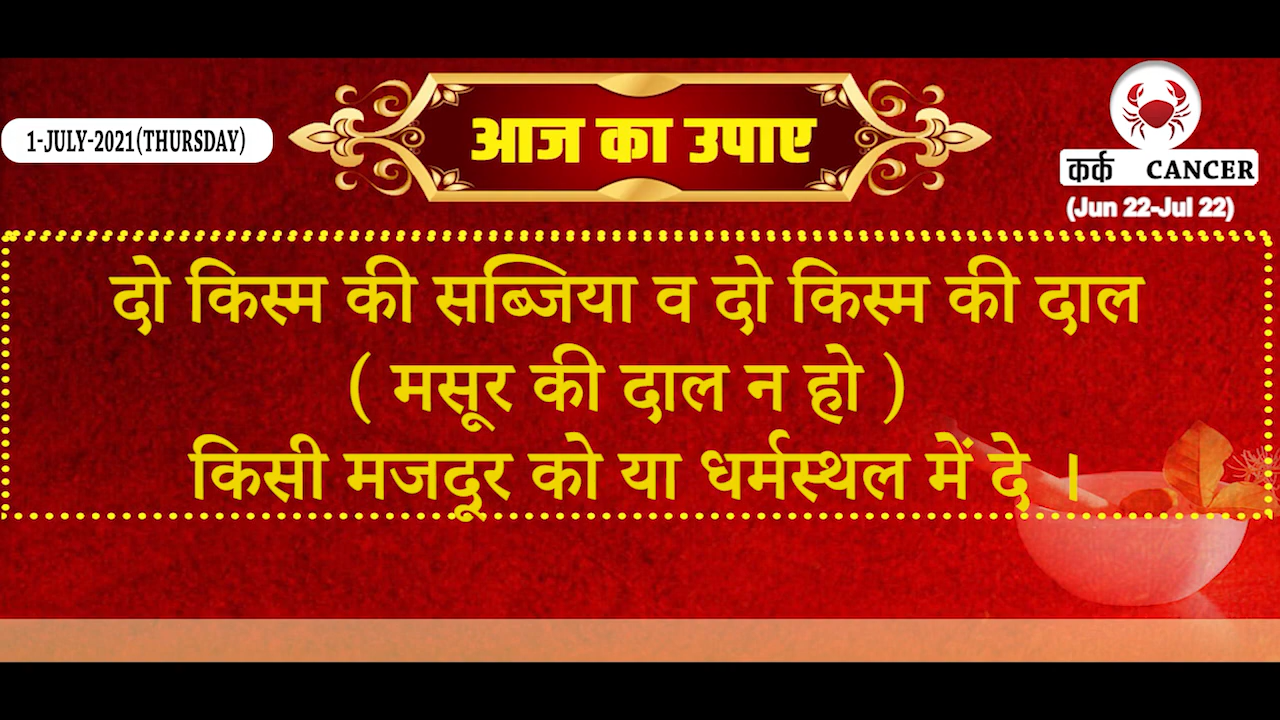 1-JULY-2021(THURSDAY)
आज का उपाए
कर्क CANCER
(Jun 22-Jul 22)
दो किस्म की सब्जिया व दो किस्म की दाल
( मसूर की दाल न हो )
किसी मजदूर को या धर्मस्थल में दे ।